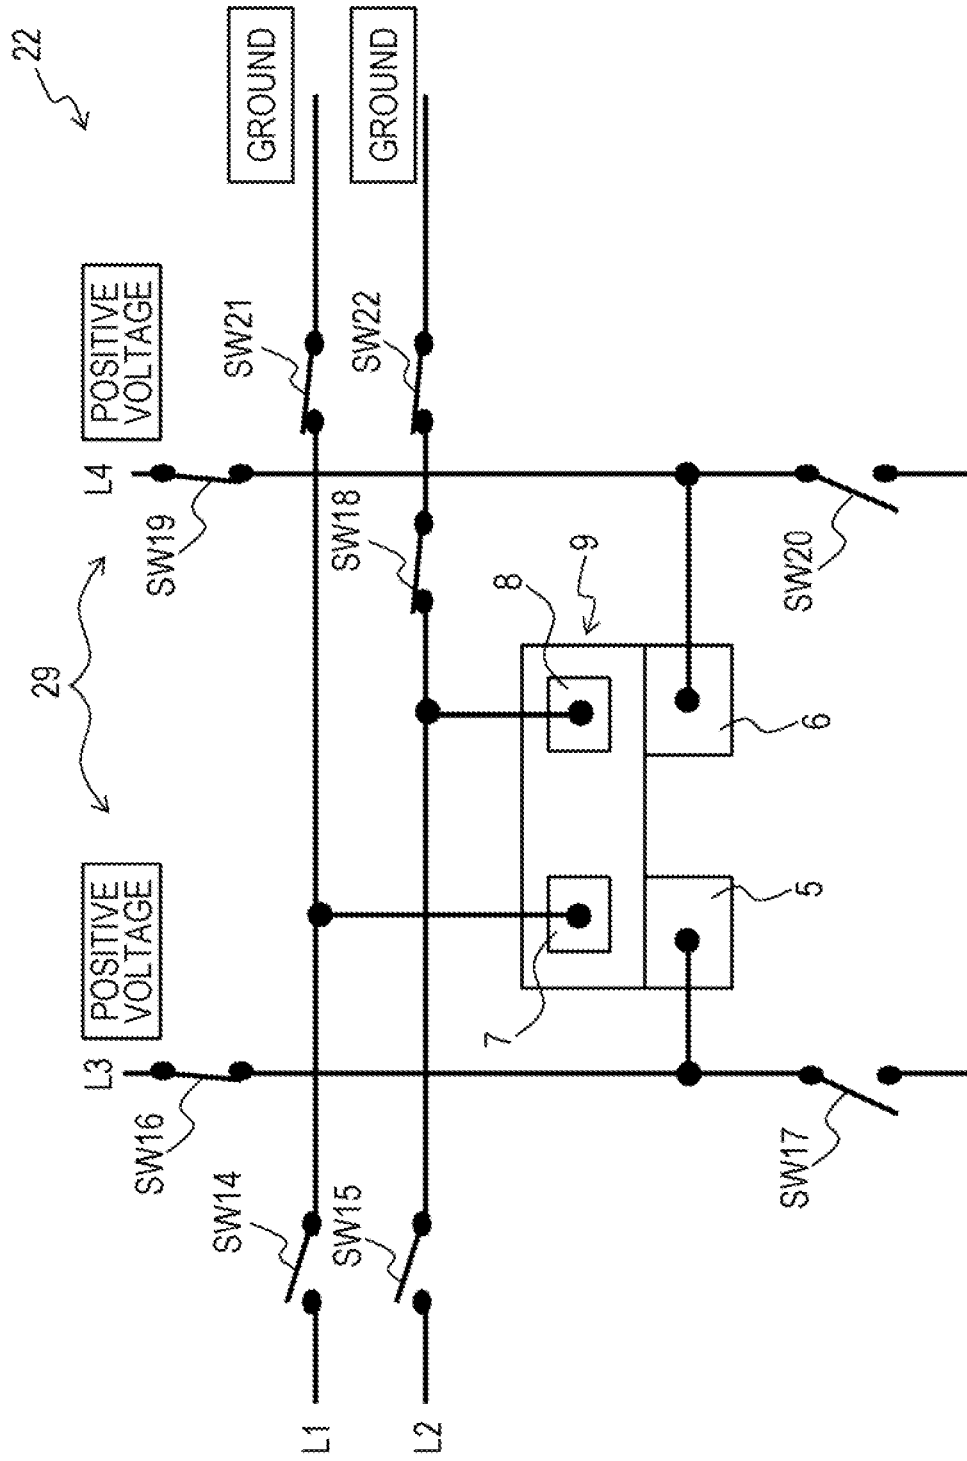 22
POSITIVE
VOLTAGE
POSITIVE
VOLTAGE
GROUND
GROUND
29
L3
L4
SW16
SW19
SW14
SW21
SW15
SW18
SW22
L1
L2
7
8
9
5
6
SW17
SW20